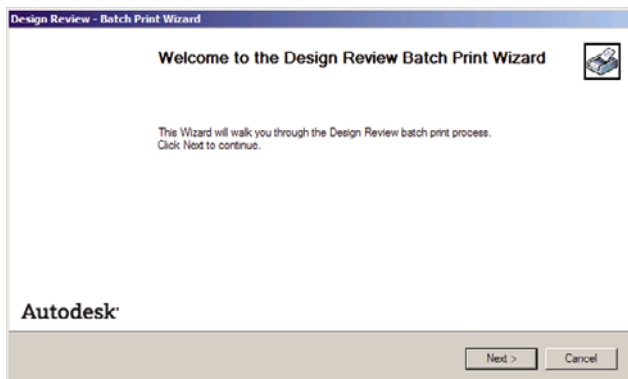 Design Review - Batch Print Wizard
Welcome to the Design Review Batch Print Wizard
This Wizard will walk you through the Design Review batch print process.
Click Next to continue.
Autodesk
Next >
Cancel